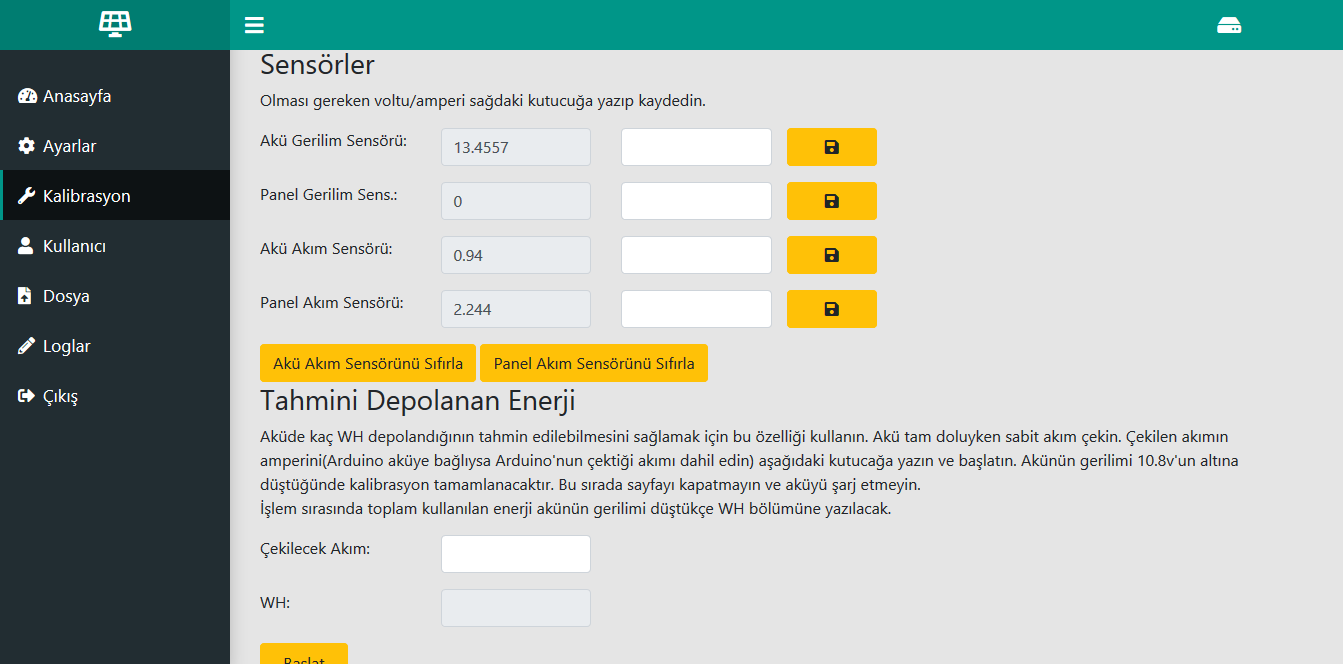 Anasayfa
Ayarlar
Kalibrasyon
Kullanıcı
Dosya
Loglar
Çıkış
Sensörler
Olması gereken voltu/amperi sağdaki kutucuğa yazıp kaydedin.
Akü Gerilim Sensörü: 13.4557
Panel Gerilim Sens.: 0
Akü Akım Sensörü: 0.94
Panel Akım Sensörü: 2.244
Akü Akım Sensörünü Sıfırla Panel Akım Sensörünü Sıfırla
Tahmini Depolanan Enerji
Aküde kaç WH depolandığının tahmin edilebilmesini sağlamak için bu özelliği kullanın. Akü tam doluyken sabit akım çekin. Çekilen akımın
amperini(Arduino aküye bağlıysa Arduino'nun çektiği akımı dahil edin) aşağıdaki kutucağa yazın ve başlatın. Akünün gerilimi 10.8v'un altına
düştüğünde kalibrasyon tamamlanacaktır. Bu sırada sayfayı kapatmayın ve aküyü şarj etmeyin.
İşlem sırasında toplam kullanılan enerji akünün gerilimi düştükçe WH bölümüne yazılacak.
Çekilecek Akım:
WH:
Başlat